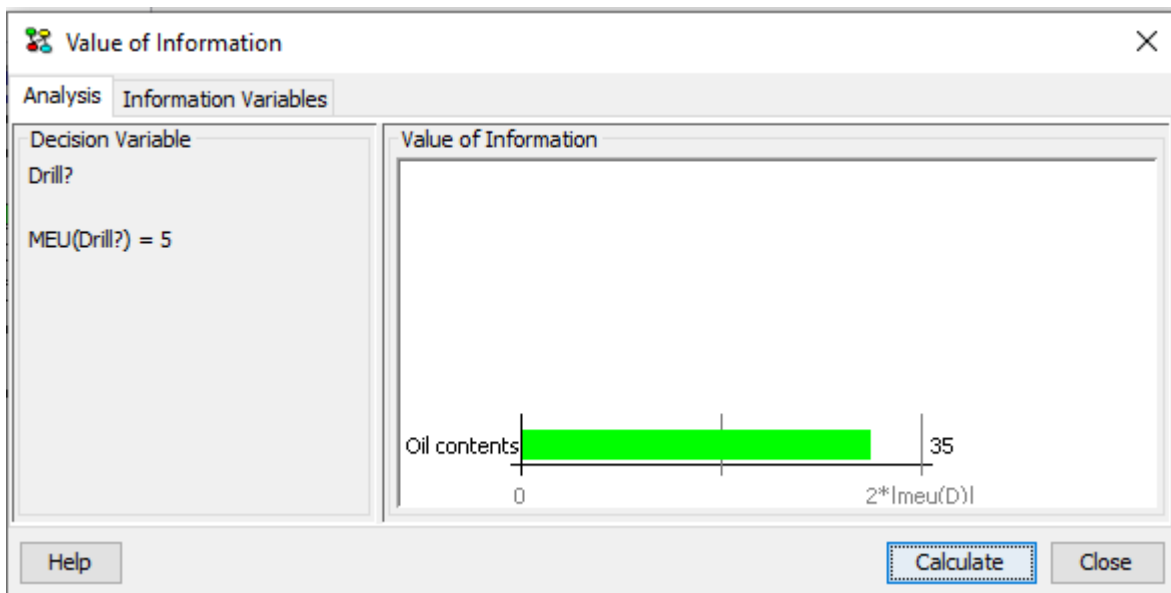 Value of Information
Analysis
Information Variables
Decision Variable
Drill?
MEU(Drill?) = 5
Value of Information
Oil contents
35
0
2*|meu(D)|
Help
Calculate
Close